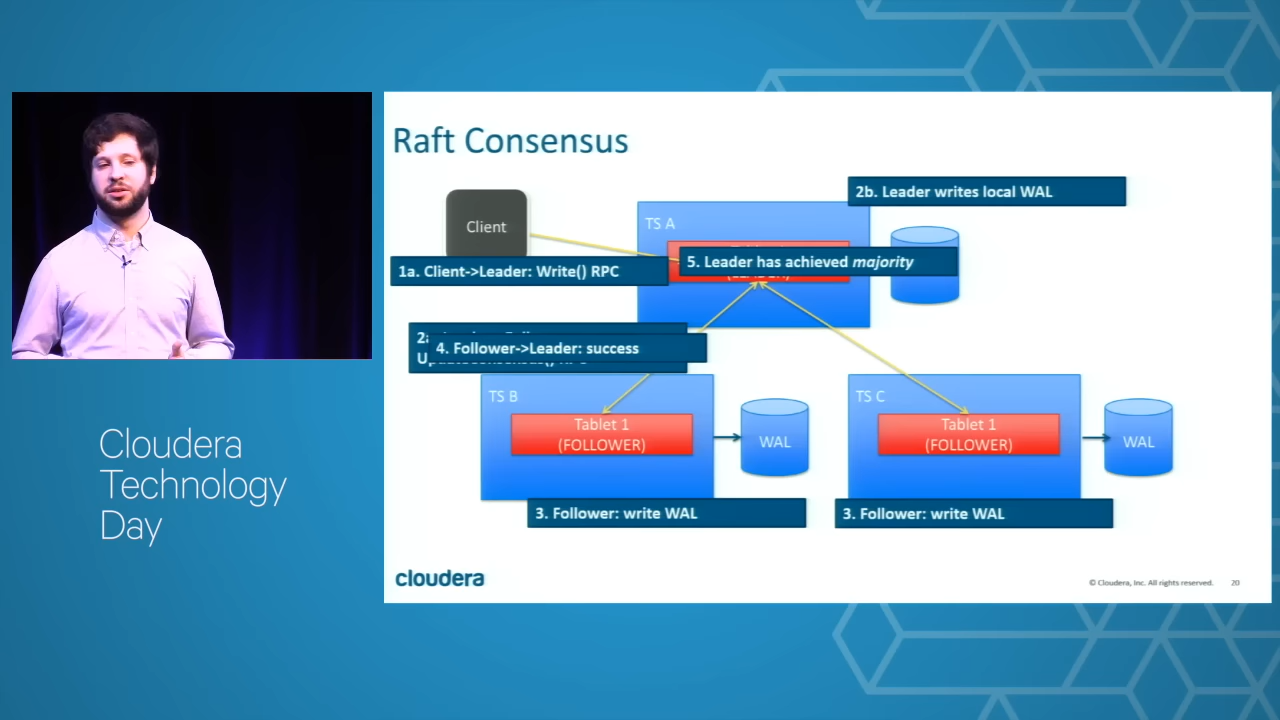 Raft Consensus
2b. Leader writes local WAL
Client
TS A
5. Leader has achieved majority
1a. Client->Leader: Write() RPC
4. Follower->Leader: success
TS B
Tablet 1
(FOLLOWER)
WAL
TS C
Tablet 1
(FOLLOWER)
WAL
3. Follower: write WAL
3. Follower: write WAL
cloudera
© Cloudera, Inc. All rights reserved. 20
Cloudera
Technology
Day